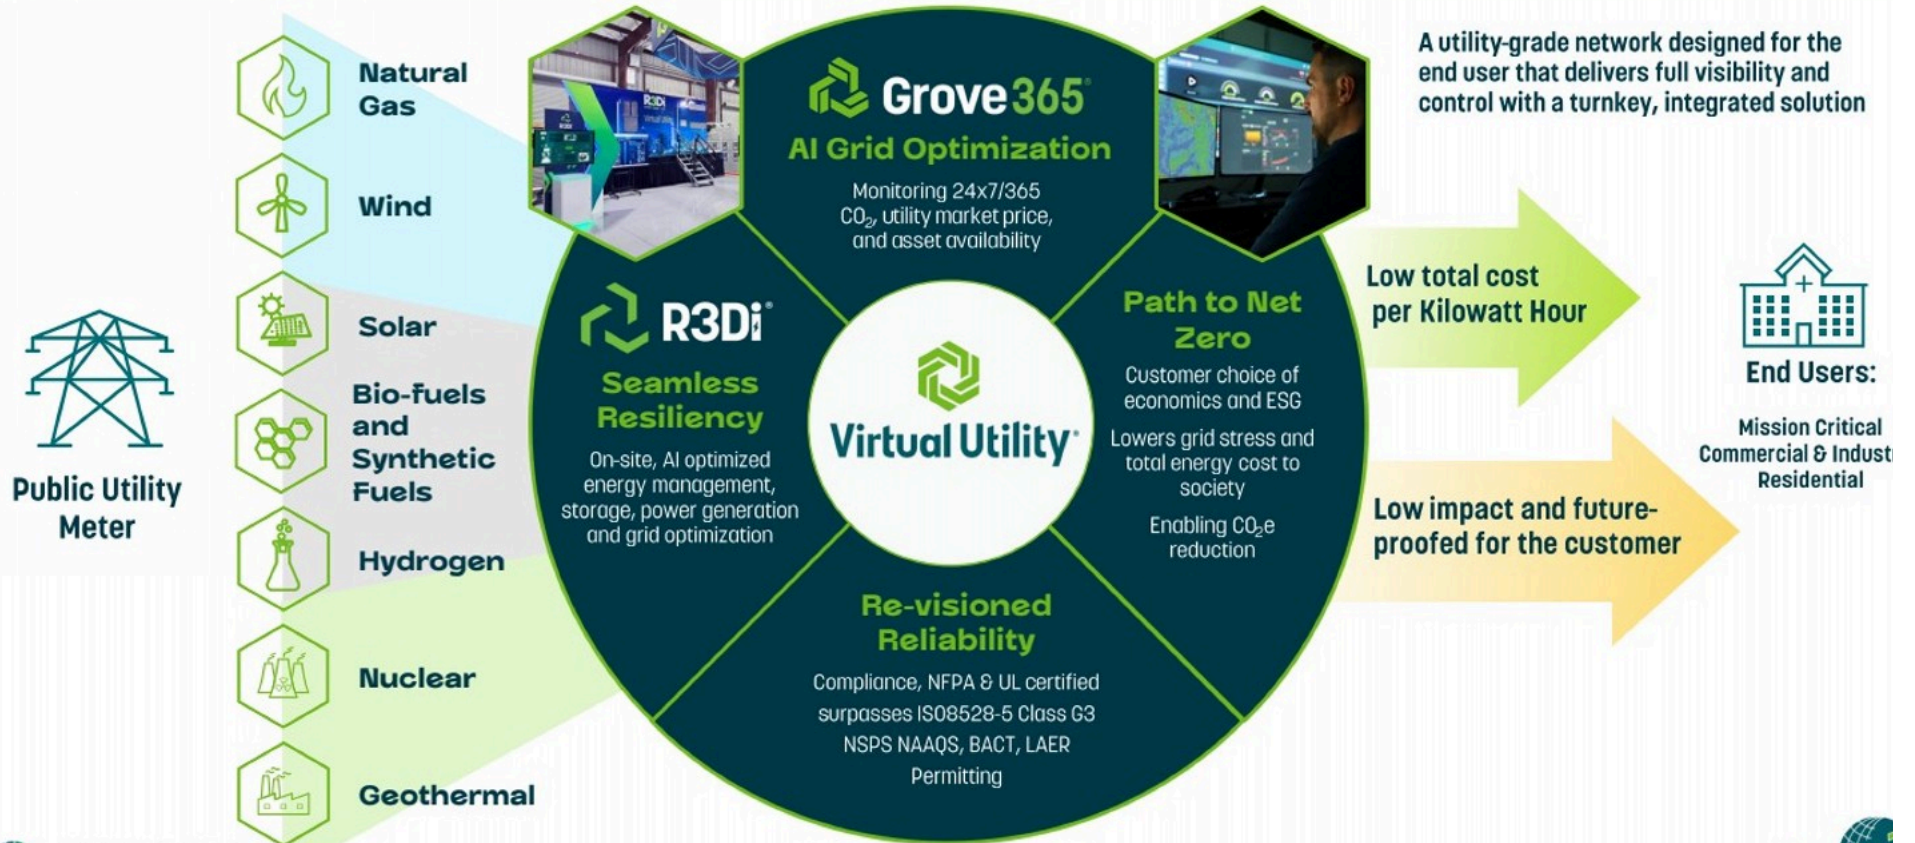 Public Utility
Meter
Natural
Gas
Wind
Solar
Bio-fuels
and
Synthetic
Fuels
Hydrogen
Nuclear
Geothermal
R3Di
Grove365
AI Grid Optimization
Monitoring 24x7/365
CO₂, utility market price,
and asset availability
R3Di®
Seamless
Resiliency
On-site, AI optimized
energy management,
storage, power generation
and grid optimization
Virtual Utility®
Path to Net
Zero
Customer choice of
economics and ESG
Lowers grid stress and
total energy cost to
society
Enabling CO₂e
reduction
Re-visioned
Reliability
Compliance, NFPA & UL certified
surpasses ISO8528-5 Class G3
NSPS NAAQS, BACT, LAER
Permitting
A utility-grade network designed for the
end user that delivers full visibility and
control with a turnkey, integrated solution
Low total cost
per Kilowatt Hour
Low impact and future-
proofed for the customer
End Users:
Mission Critical
Commercial & Indust
Residential